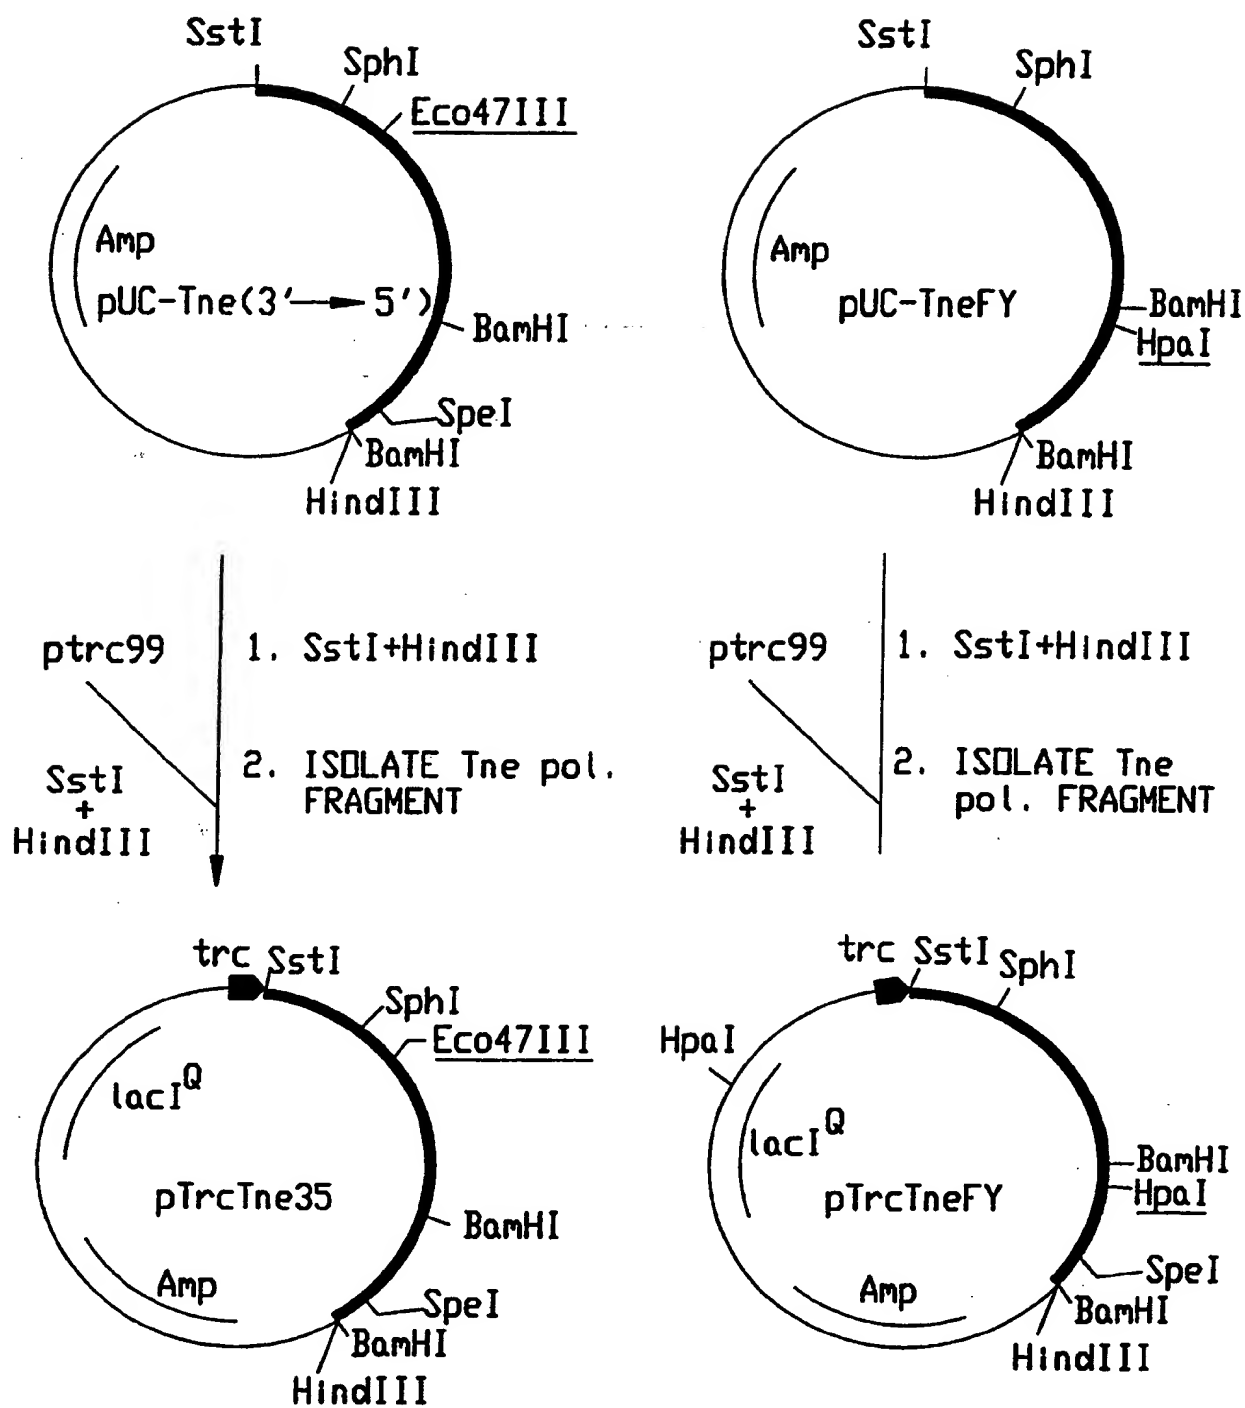 SstI
SphI
Eco47III
Amp
pUC-Tne(3'→5')
BamHI
SpeI
BamHI
HindIII
SstI
SphI
Amp
pUC-TneFY
BamHI
HpaI
BamHI
HindIII
ptrc99
SstI
+
HindIII
1. SstI+HindIII
2. ISOLATE Tne pol.
FRAGMENT
ptrc99
SstI
+
HindIII
1. SstI+HindIII
2. ISOLATE Tne
pol. FRAGMENT
trc SstI
SphI
Eco47III
lacI^Q
pTrcTne35
BamHI
Amp
SpeI
BamHI
HindIII
trc SstI
SphI
HpaI
lacI^Q
BamHI
HpaI
pTrcTneFY
SpeI
Amp
BamHI
HindIII